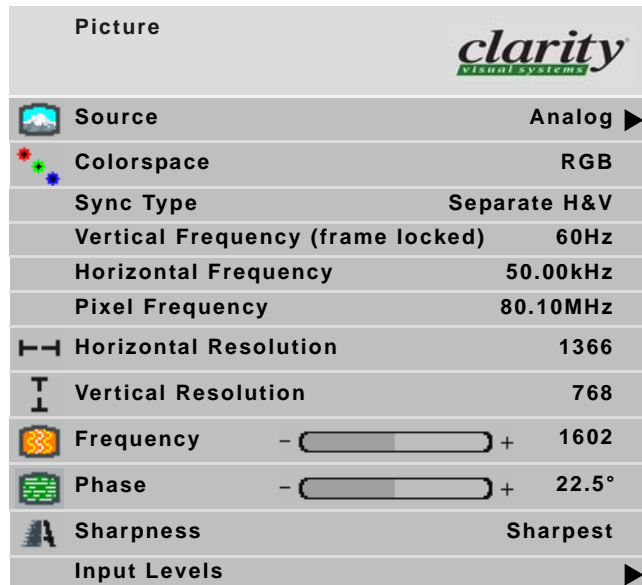 Picture
clarity
visual systems
Source Analog
Colorspace RGB
Sync Type Separate H&V
Vertical Frequency (frame locked) 60Hz
Horizontal Frequency 50.00kHz
Pixel Frequency 80.10MHz
Horizontal Resolution 1366
Vertical Resolution 768
Frequency - + 1602
Phase - + 22.5°
Sharpness Sharpest
Input Levels